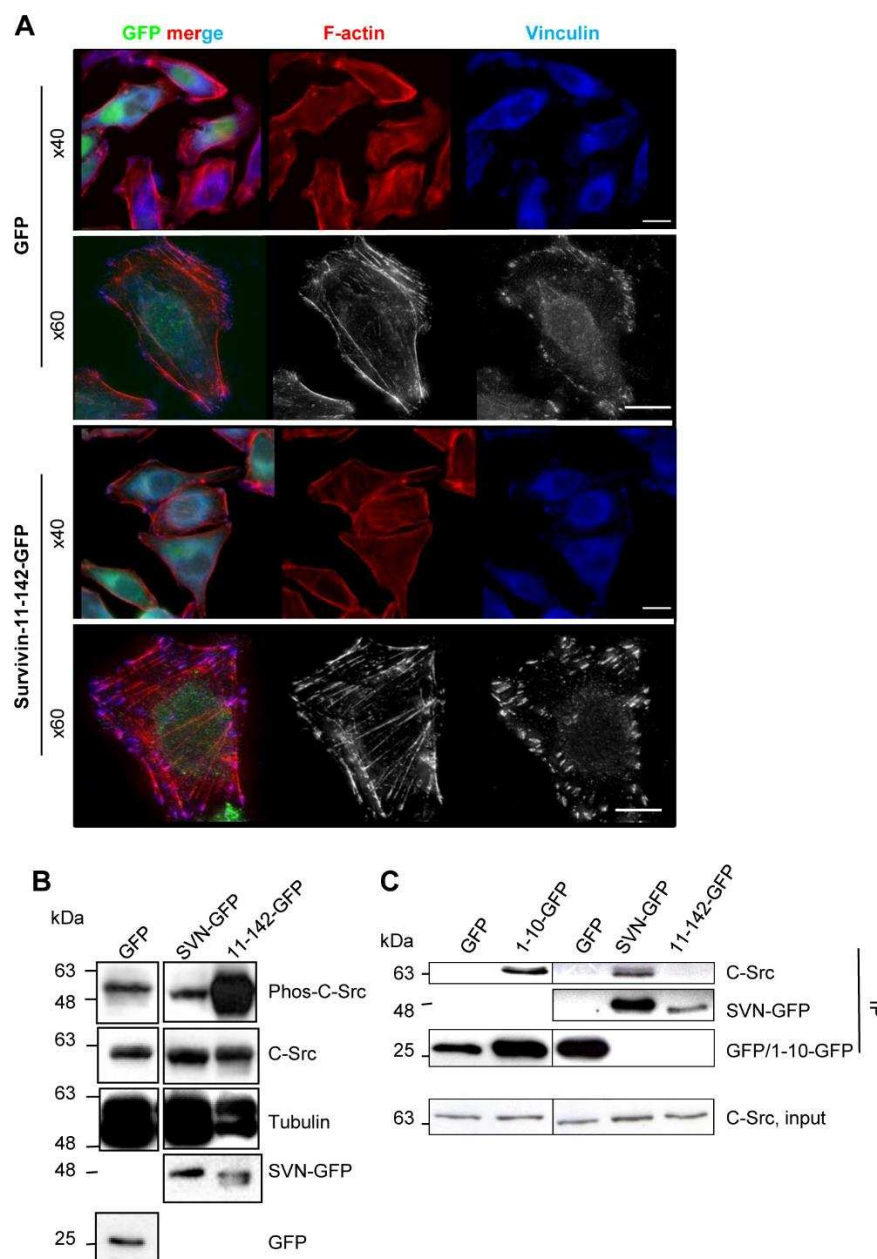 A
GFP merge F-actin Vinculin
GFP
x40
x60
Survivin-11-142-GFP
x40
x60
B
kDa GFP SVN-GFP 11-142-GFP
63
48 Phos-C-Src
C-Src
63
48 Tubulin
48 SVN-GFP
25 GFP
C
kDa GFP 1-10-GFP GFP SVN-GFP 11-142-GFP
63 C-Src
48 SVN-GFP
25 GFP/1-10-GFP
IP
63 C-Src, input